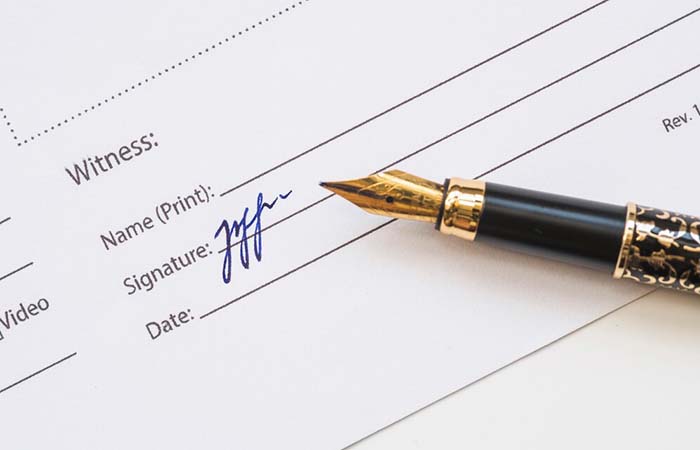 Witness:
Name (Print):
Signature:
Date:
Video
Rev. 1